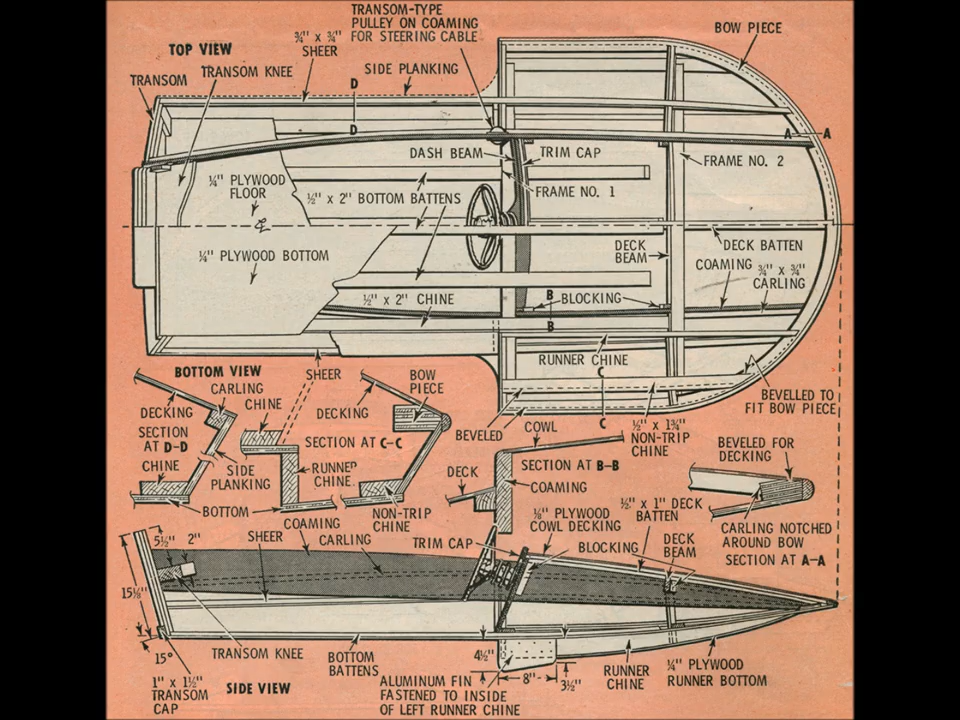 TRANSOM-TYPE
PULLEY ON COAMING
FOR STEERING CABLE
¾" x ¾"
SHEER
BOW PIECE
TOP VIEW
TRANSOM KNEE
TRANSOM
SIDE PLANKING
D
D
A
A
DASH BEAM
TRIM CAP
FRAME NO. 2
FRAME NO. 1
¼" PLYWOOD
FLOOR
½" x 2" BOTTOM BATTENS
¼" PLYWOOD BOTTOM
DECK
BEAM
DECK BATTEN
COAMING
¾" x ¾"
CARLING
½" x 2" CHINE
B
BLOCKING
B
RUNNER CHINE
C
SHEER
BOTTOM VIEW
CARLING
CHINE
DECKING
SECTION
AT D–D
CHINE
SIDE
PLANKING
BOTTOM
BOW
PIECE
DECKING
SECTION AT C–C
RUNNER
CHINE
NON-TRIP
CHINE
BEVELED
C
BEVELLED TO
FIT BOW PIECE
½" x 1¾"
NON-TRIP
CHINE
COWL
SECTION AT B–B
DECK
COAMING
BEVELED FOR
DECKING
CARLING NOTCHED
AROUND BOW
SECTION AT A–A
COAMING
SHEER
CARLING
TRIM CAP
⅛" PLYWOOD
COWL DECKING
½" x 1" DECK
BATTEN
BLOCKING
DECK
BEAM
5½"
2"
15⅛"
15°
TRANSOM KNEE
BOTTOM
BATTENS
1" x 1½"
TRANSOM
CAP
SIDE VIEW
4½"
8"
3½"
ALUMINUM FIN
FASTENED TO INSIDE
OF LEFT RUNNER CHINE
RUNNER
CHINE
¼" PLYWOOD
RUNNER BOTTOM